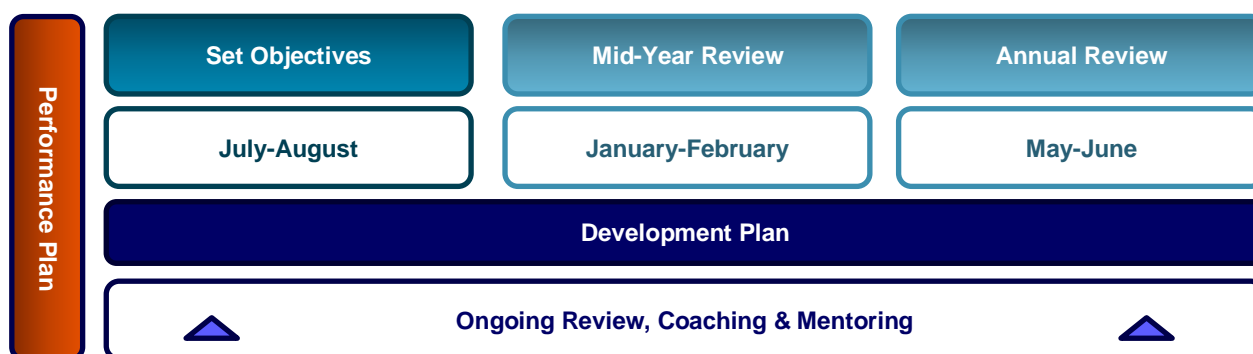 Performance Plan
Set Objectives
Mid-Year Review
Annual Review
July-August
January-February
May-June
Development Plan
Ongoing Review, Coaching & Mentoring